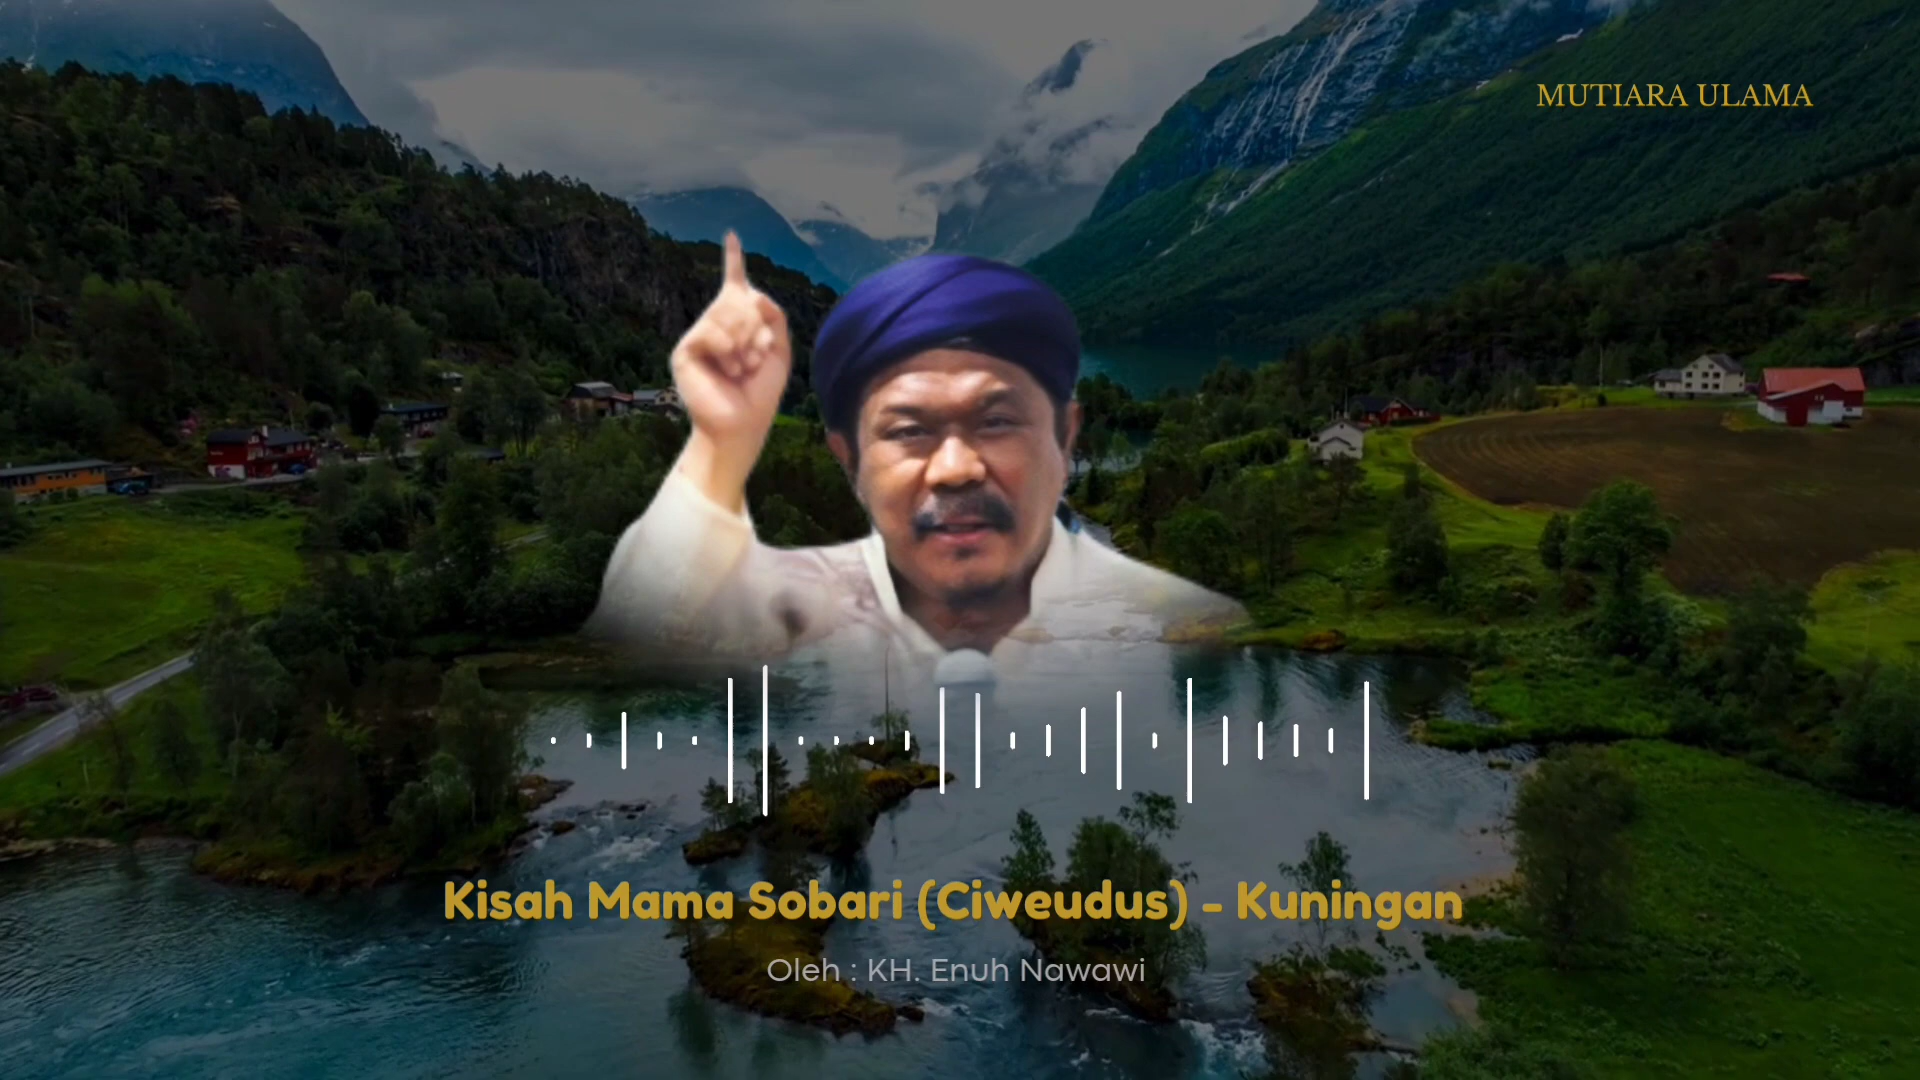 MUTIARA ULAMA
Kisah Mama Sobari (Ciweudus) - Kuningan
Oleh : KH. Enuh Nawawi